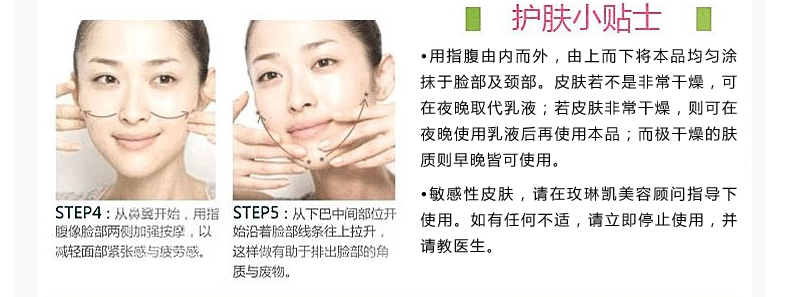 STEP4：从鼻翼开始，用指
腹像脸部两侧加强按摩，以
减轻面部紧张感与疲劳感。
STEP5：从下巴中间部位开
始沿着脸部线条往上拉升，
这样做有助于排出脸部的角
质与废物。
护肤小贴士
•用指腹由内而外，由上而下将本品均匀涂
抹于脸部及颈部。皮肤若不是非常干燥，可
在夜晚取代乳液；若皮肤非常干燥，则可在
夜晚使用乳液后再使用本品；而极干燥的肤
质则早晚皆可使用。
•敏感性皮肤，请在玫琳凯美容顾问指导下
使用。如有任何不适，请立即停止使用，并
请教医生。